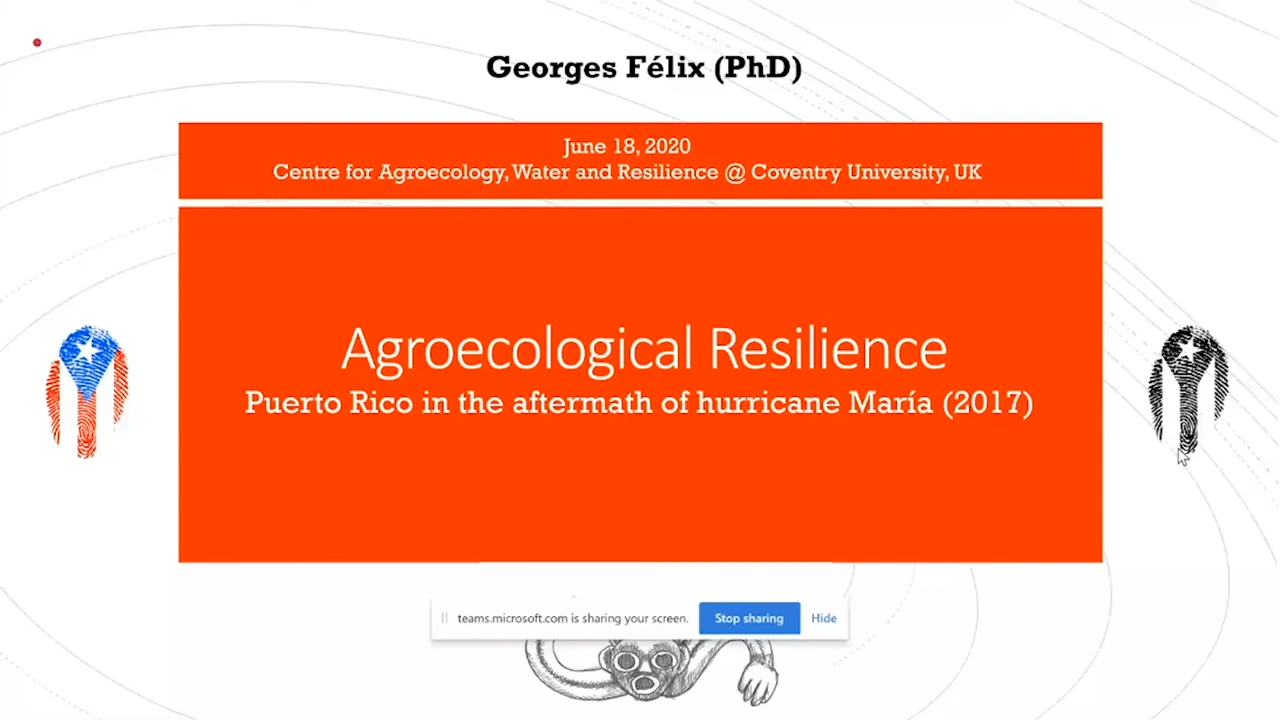 Georges Félix (PhD)
June 18, 2020
Centre for Agroecology, Water and Resilience @ Coventry University, UK
Agroecological Resilience
Puerto Rico in the aftermath of hurricane María (2017)
teams.microsoft.com is sharing your screen. Stop sharing Hide